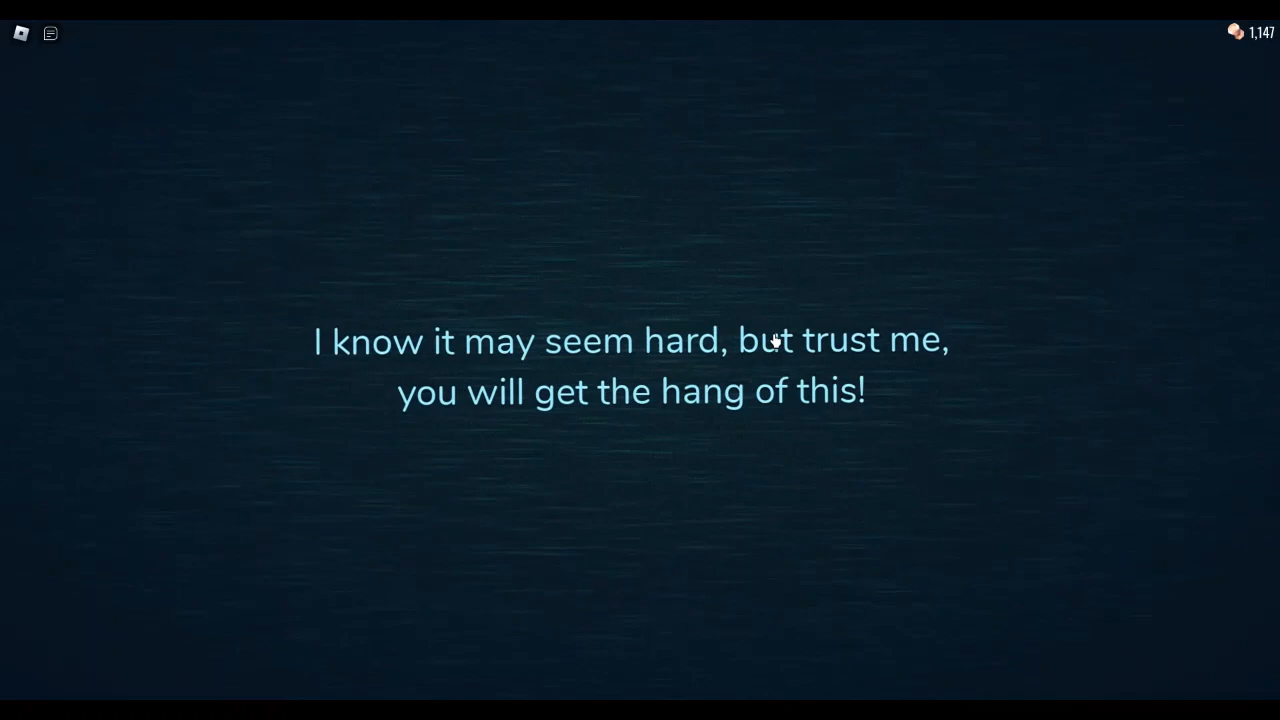 1,147
I know it may seem hard, but trust me,
you will get the hang of this!